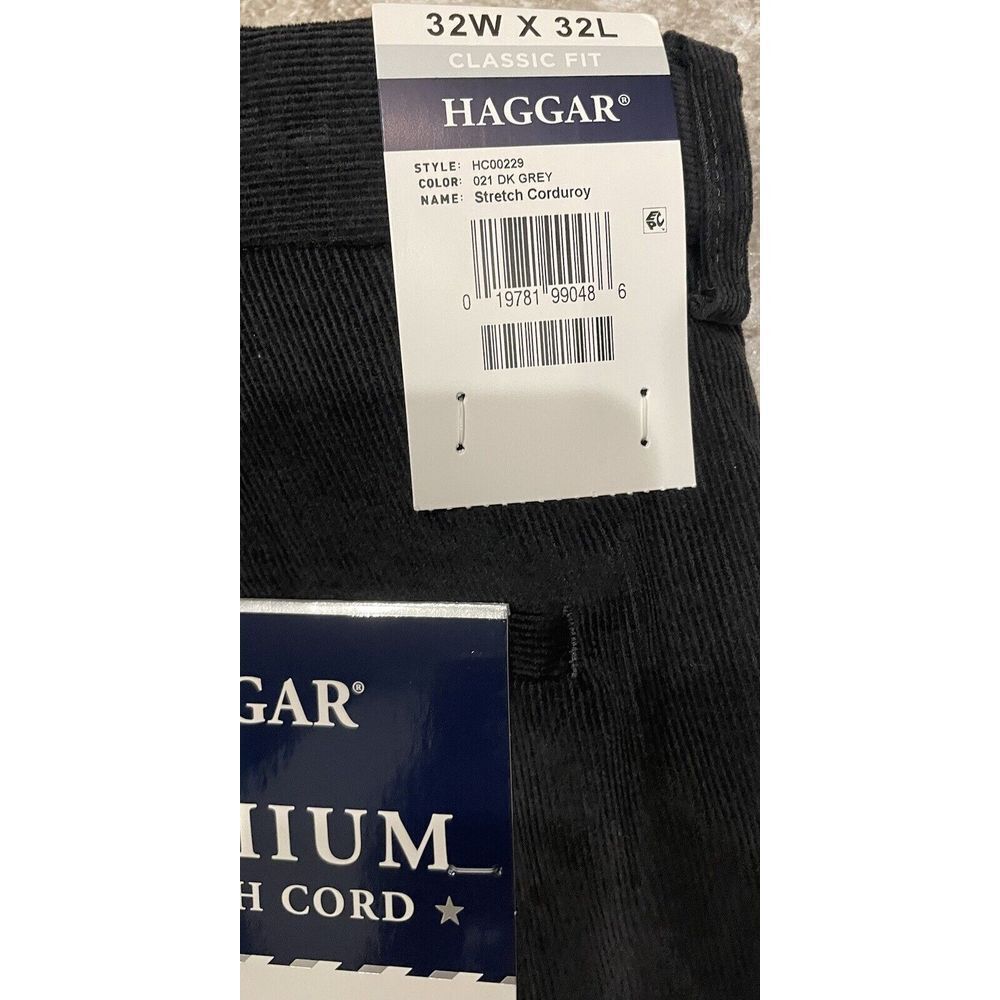 32W X 32L
CLASSIC FIT
HAGGAR®
STYLE: HC00229
COLOR: 021 DK GREY
NAME: Stretch Corduroy
0 19781 99048 6
GAR®
MIUM
H CORD